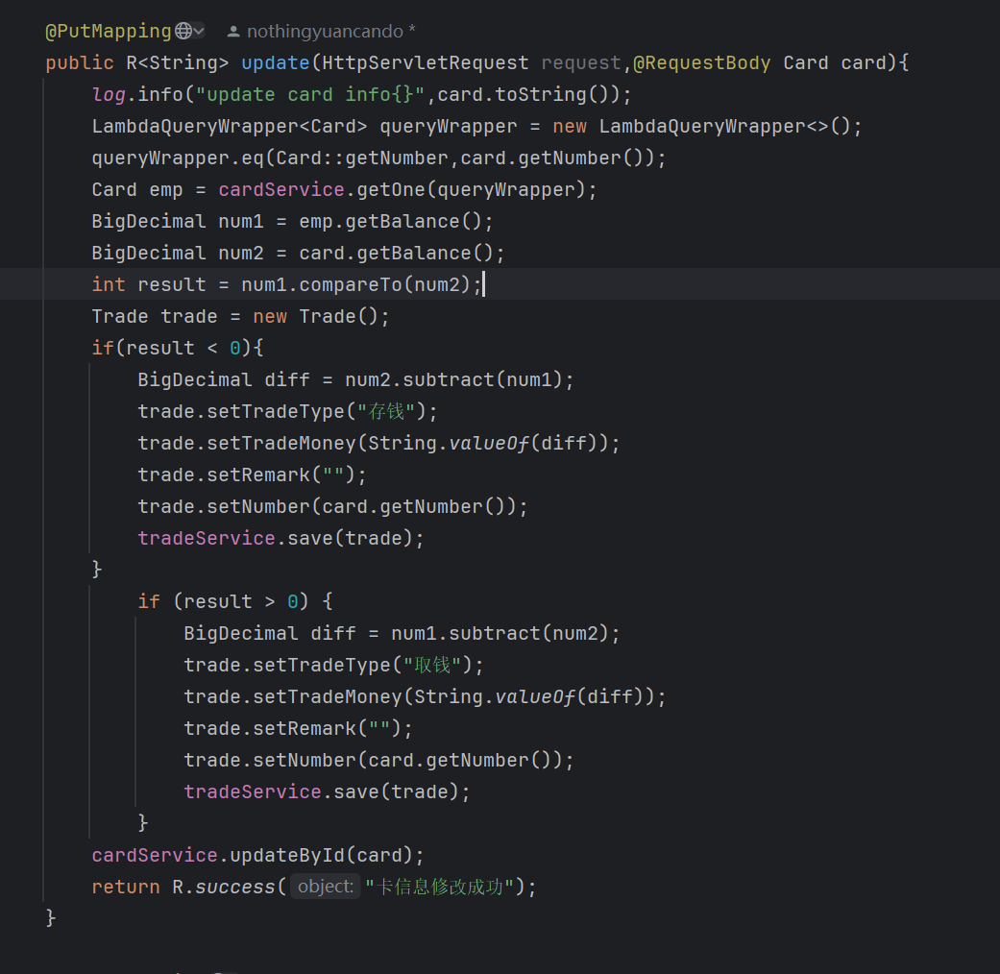 @PutMapping nothingyuancando *
public R<String> update(HttpServletRequest request,@RequestBody Card card){
log.info("update card info{}",card.toString());
LambdaQueryWrapper<Card> queryWrapper = new LambdaQueryWrapper<>();
queryWrapper.eq(Card::getNumber,card.getNumber());
Card emp = cardService.getOne(queryWrapper);
BigDecimal num1 = emp.getBalance();
BigDecimal num2 = card.getBalance();
int result = num1.compareTo(num2);
Trade trade = new Trade();
if(result < 0){
BigDecimal diff = num2.subtract(num1);
trade.setTradeType("存钱");
trade.setTradeMoney(String.valueOf(diff));
trade.setRemark("");
trade.setNumber(card.getNumber());
tradeService.save(trade);
}
if (result > 0) {
BigDecimal diff = num1.subtract(num2);
trade.setTradeType("取钱");
trade.setTradeMoney(String.valueOf(diff));
trade.setRemark("");
trade.setNumber(card.getNumber());
tradeService.save(trade);
}
cardService.updateById(card);
return R.success( object: "卡信息修改成功");
}